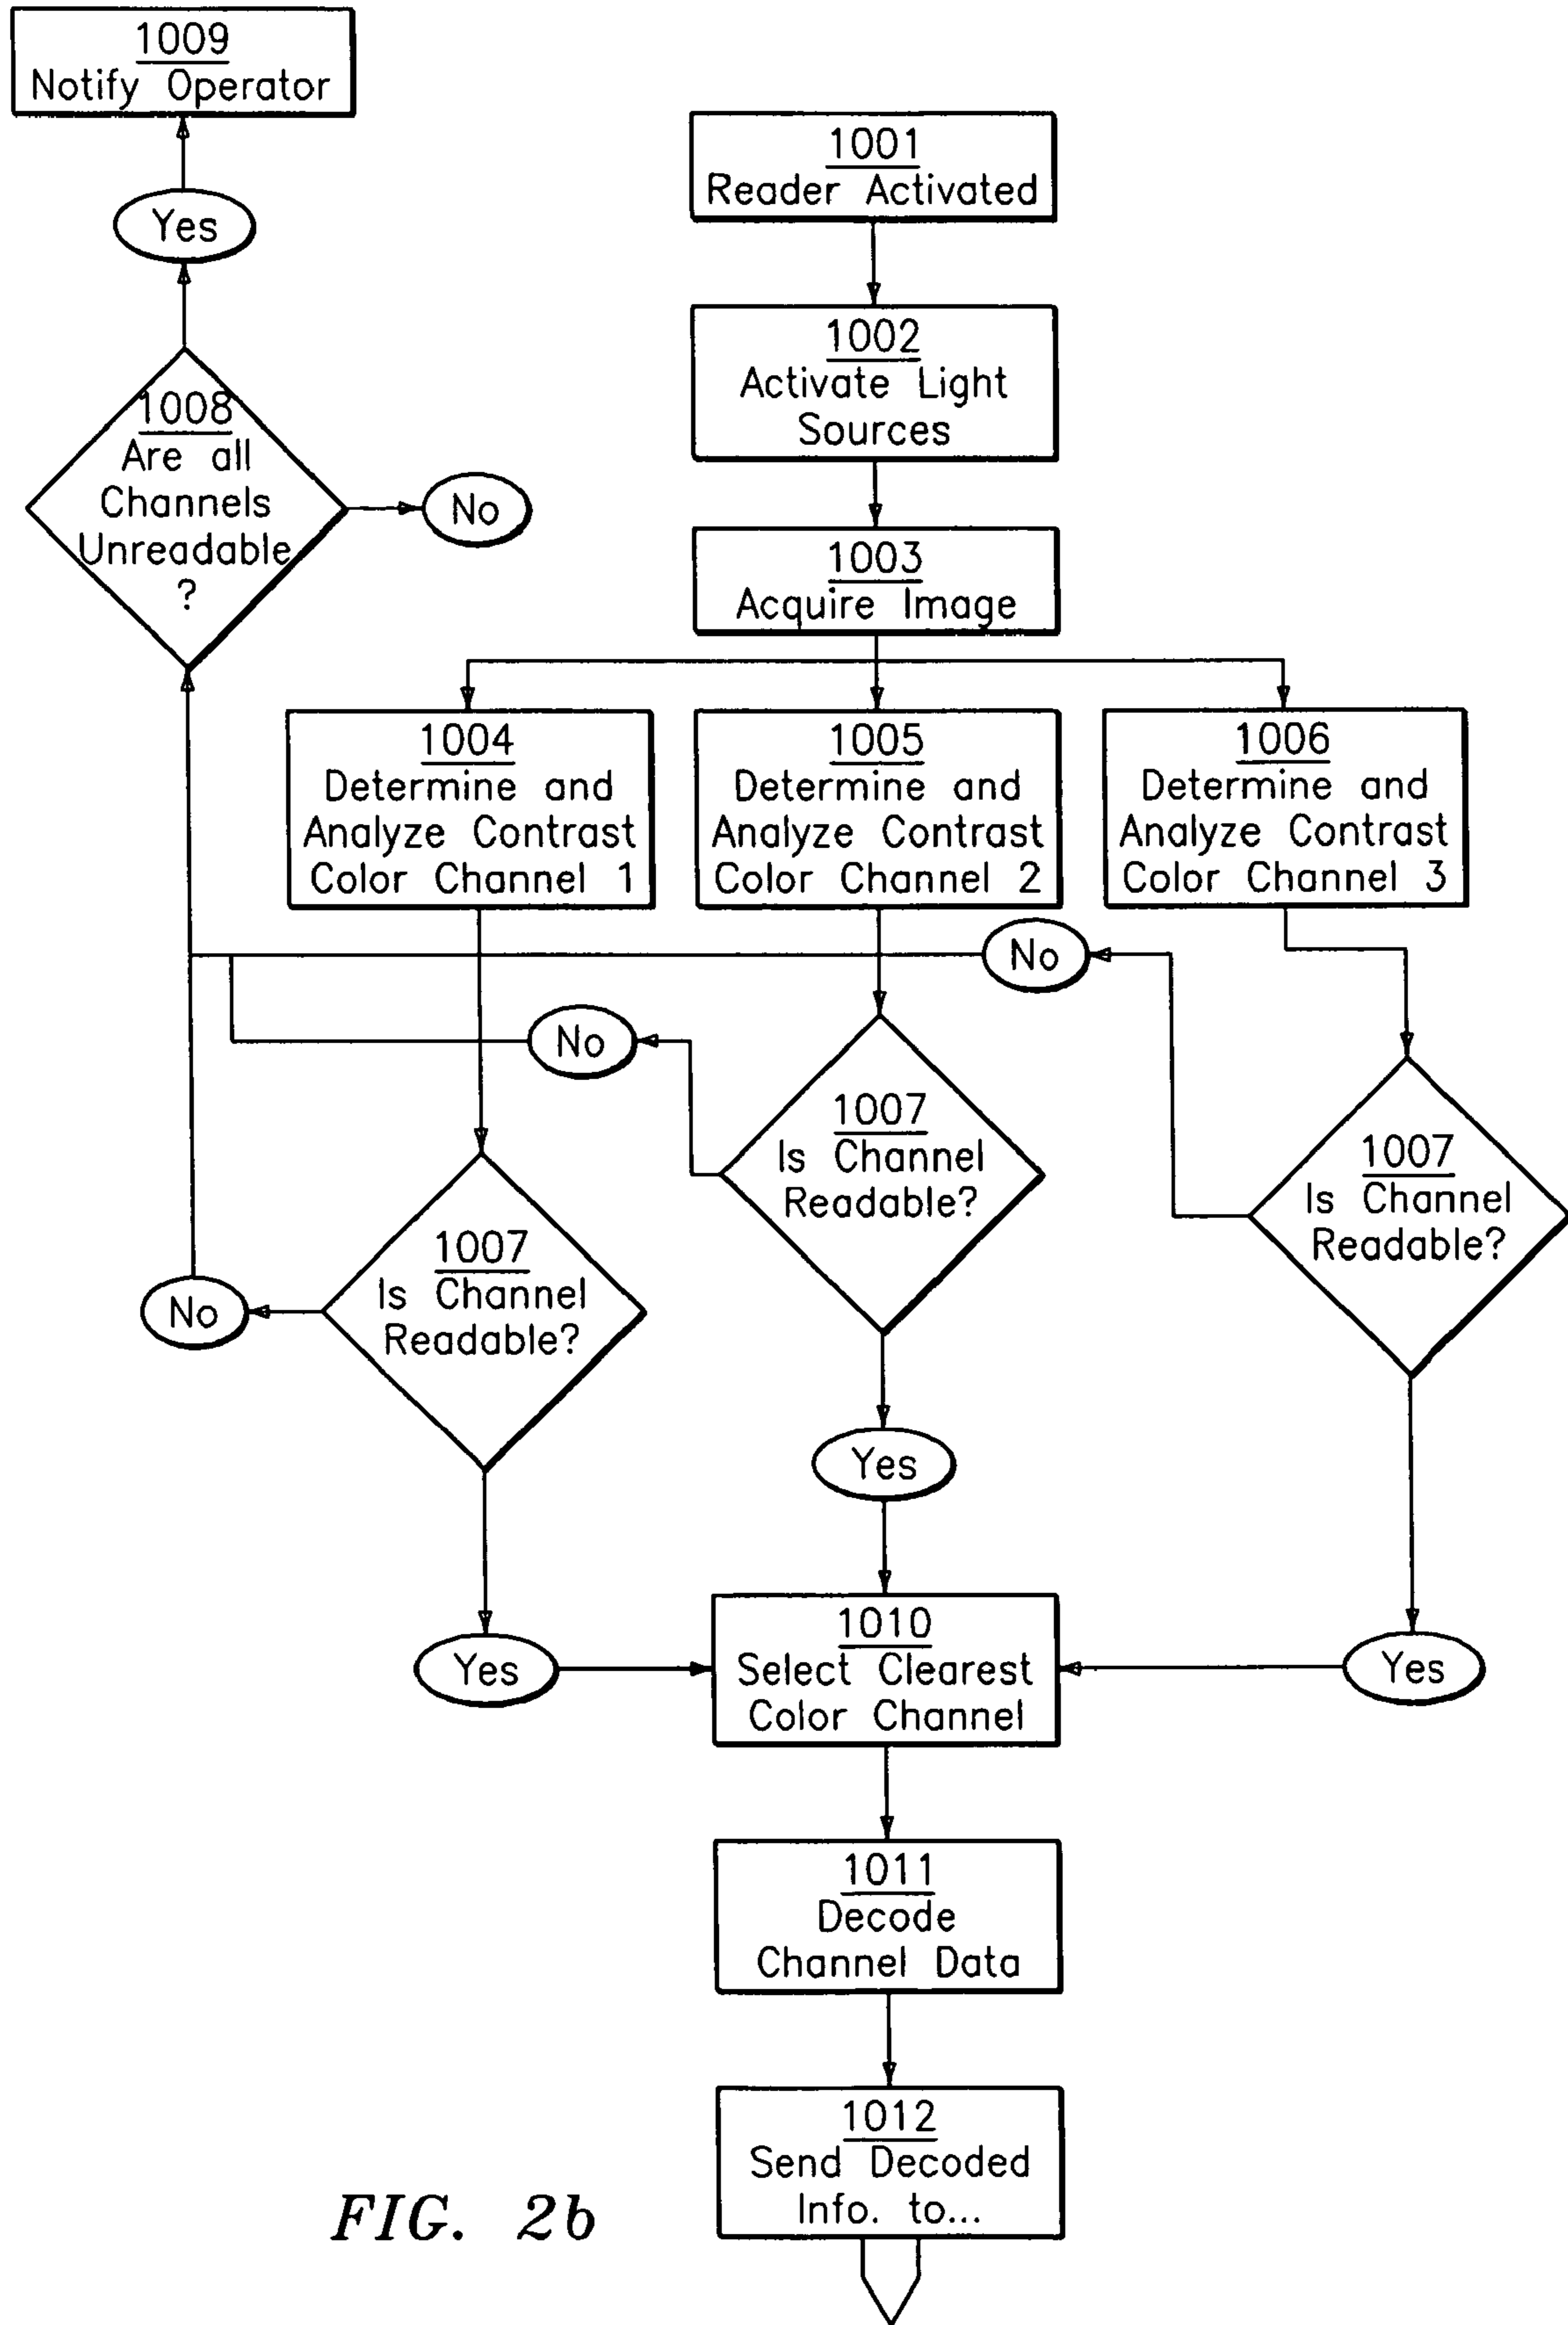 1009
Notify Operator
Yes
1008
Are all
Channels
Unreadable
?
No
1001
Reader Activated
1002
Activate Light
Sources
1003
Acquire Image
1004
Determine and
Analyze Contrast
Color Channel 1
1005
Determine and
Analyze Contrast
Color Channel 2
1006
Determine and
Analyze Contrast
Color Channel 3
No
No
1007
Is Channel
Readable?
1007
Is Channel
Readable?
1007
Is Channel
Readable?
No
Yes
Yes
1010
Select Clearest
Color Channel
Yes
1011
Decode
Channel Data
1012
Send Decoded
Info. to...
FIG. 2b